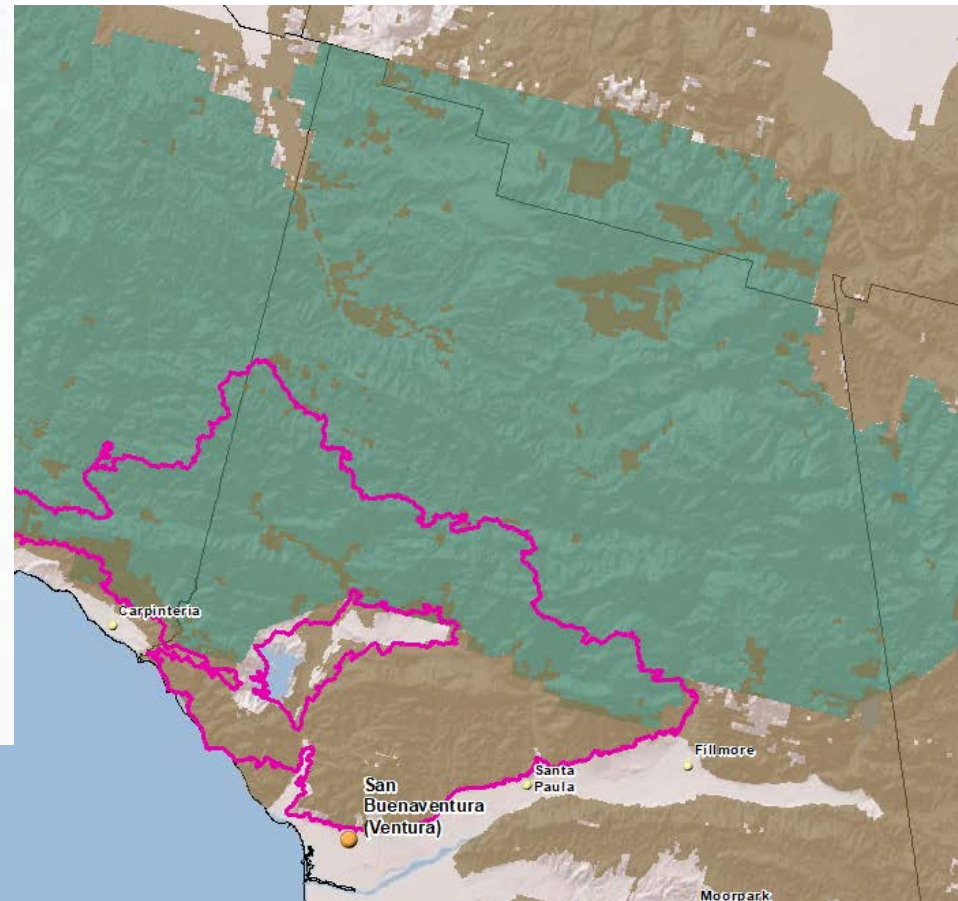 Carpinteria
Fillmore
Santa
Paula
San
Buenaventura
(Ventura)
Moorpark